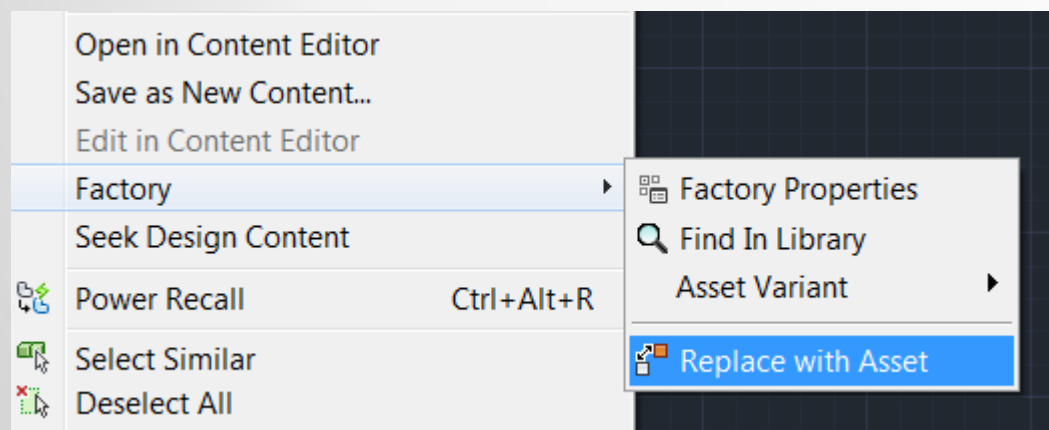 Open in Content Editor
Save as New Content...
Edit in Content Editor
Factory
Seek Design Content
Power Recall Ctrl+Alt+R
Select Similar
Deselect All
Factory Properties
Find In Library
Asset Variant
Replace with Asset